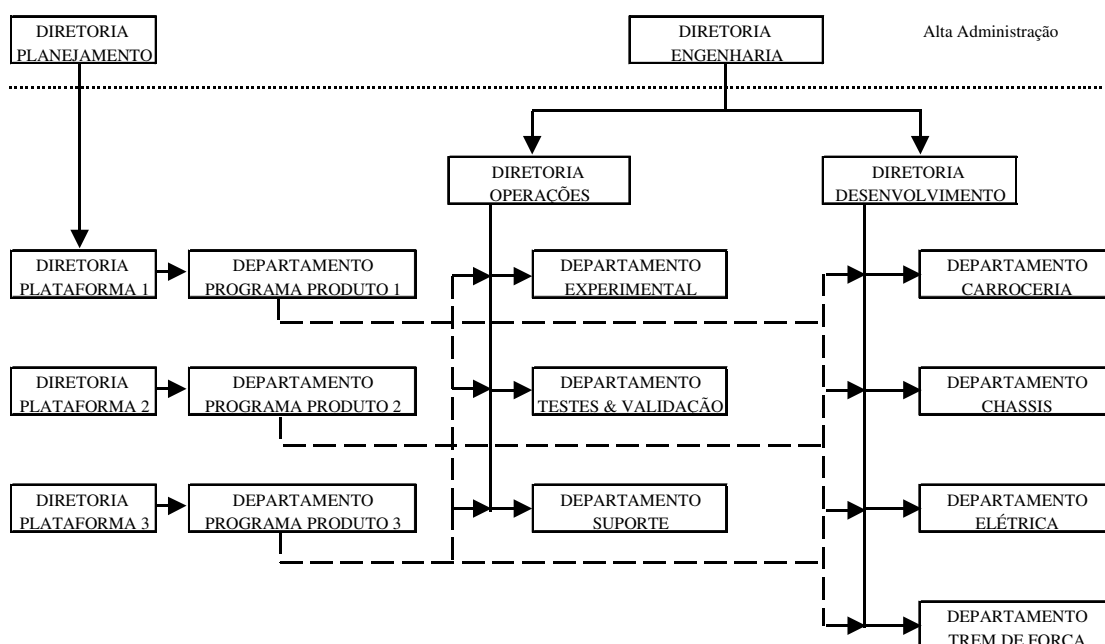 DIRETORIA
PLANEJAMENTO
DIRETORIA
ENGENHARIA
Alta Administração
DIRETORIA
OPERAÇÕES
DIRETORIA
DESENVOLVIMENTO
DIRETORIA
PLATAFORMA 1
DEPARTAMENTO
PROGRAMA PRODUTO 1
DEPARTAMENTO
EXPERIMENTAL
DEPARTAMENTO
CARROCERIA
DIRETORIA
PLATAFORMA 2
DEPARTAMENTO
PROGRAMA PRODUTO 2
DEPARTAMENTO
TESTES & VALIDAÇÃO
DEPARTAMENTO
CHASSIS
DIRETORIA
PLATAFORMA 3
DEPARTAMENTO
PROGRAMA PRODUTO 3
DEPARTAMENTO
SUPORTE
DEPARTAMENTO
ELÉTRICA
DEPARTAMENTO
TREM DE FORÇA